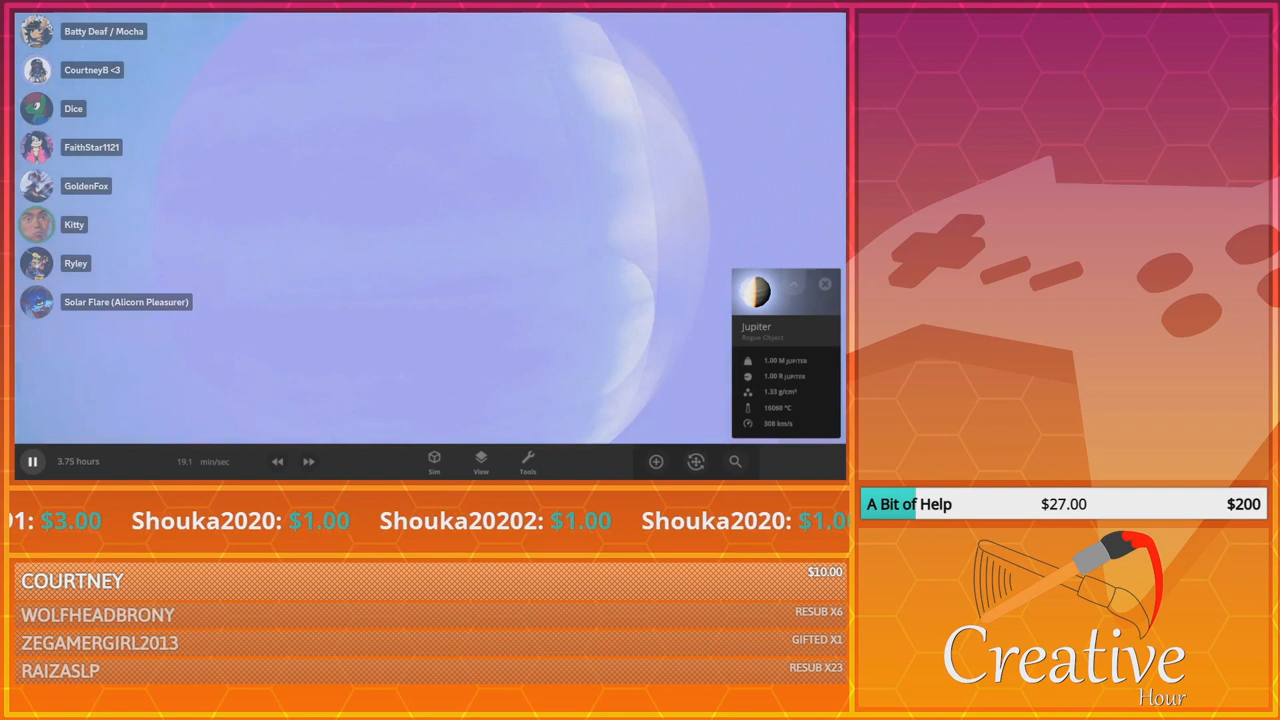 Batty Deaf / Mocha
CourtneyB <3
Dice
FaithStar1121
GoldenFox
Kitty
Ryley
Solar Flare (Alicorn Pleasurer)
Jupiter
Rogue Object
1.00 M JUPITER
1.00 R JUPITER
1.33 g/cm³
16060 °C
308 km/s
3.75 hours
19.1 min/sec
Sim
View
Tools
91: $3.00 Shouka2020: $1.00 Shouka20202: $1.00 Shouka2020: $1.0
A Bit of Help $27.00 $200
COURTNEY $10.00
WOLFHEADBRONY RESUB X6
ZEGAMERGIRL2013 GIFTED X1
RAIZASLP RESUB X23
Creative
Hour